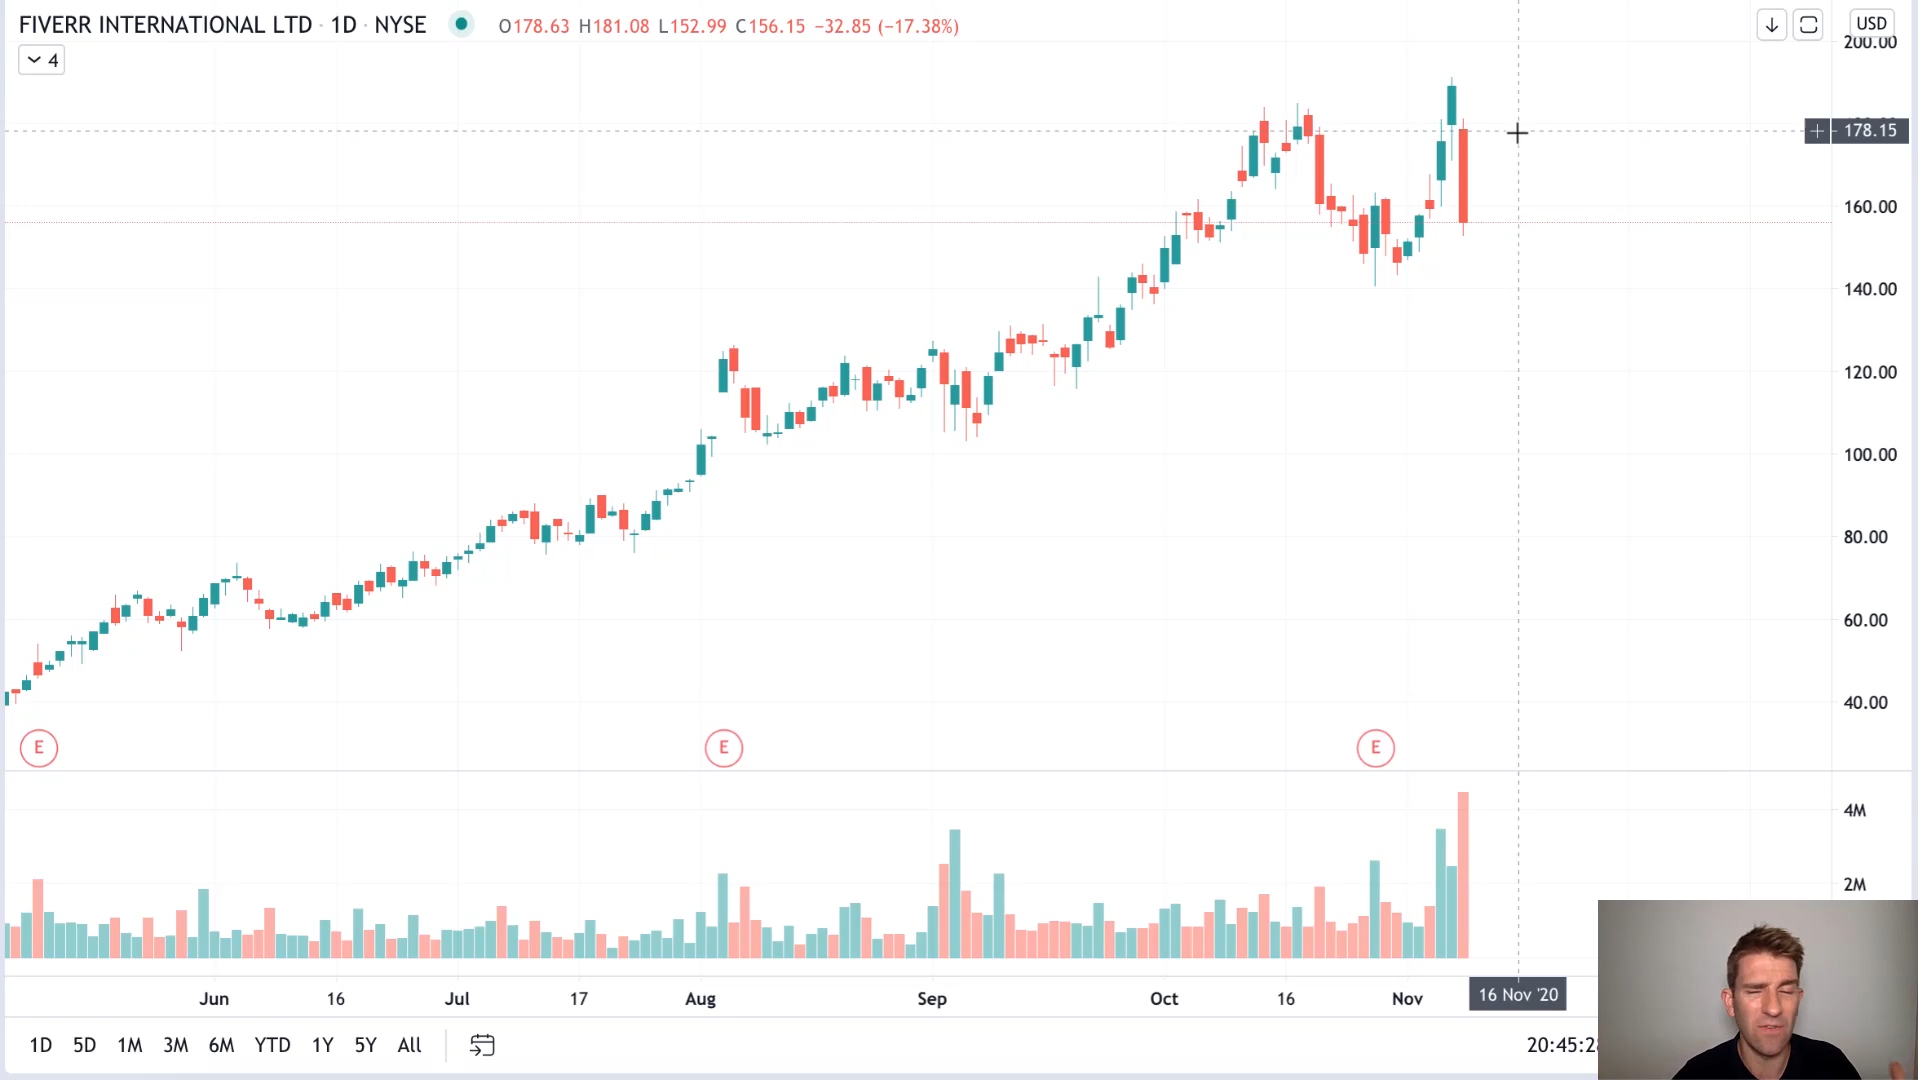 FIVERR INTERNATIONAL LTD · 1D · NYSE
O178.63 H181.08 L152.99 C156.15 −32.85 (−17.38%)
USD
4
200.00
178.15
160.00
140.00
120.00
100.00
80.00
60.00
40.00
E E E
4M
2M
Jun 16 Jul 17 Aug Sep Oct 16 Nov 16 Nov '20
1D 5D 1M 3M 6M YTD 1Y 5Y All
20:45:28